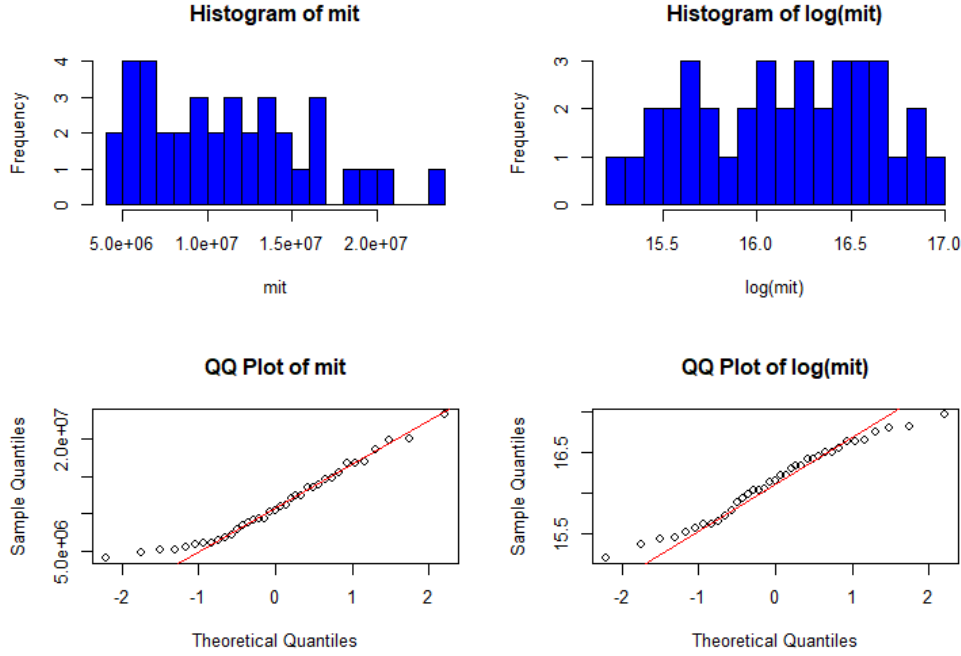 Histogram of mit
Frequency
0 1 2 3 4
5.0e+06 1.0e+07 1.5e+07 2.0e+07
mit
Histogram of log(mit)
Frequency
0 1 2 3
15.5 16.0 16.5 17.0
log(mit)
QQ Plot of mit
Sample Quantiles
5.0e+06 2.0e+07
-2 -1 0 1 2
Theoretical Quantiles
QQ Plot of log(mit)
Sample Quantiles
15.5 16.5
-2 -1 0 1 2
Theoretical Quantiles